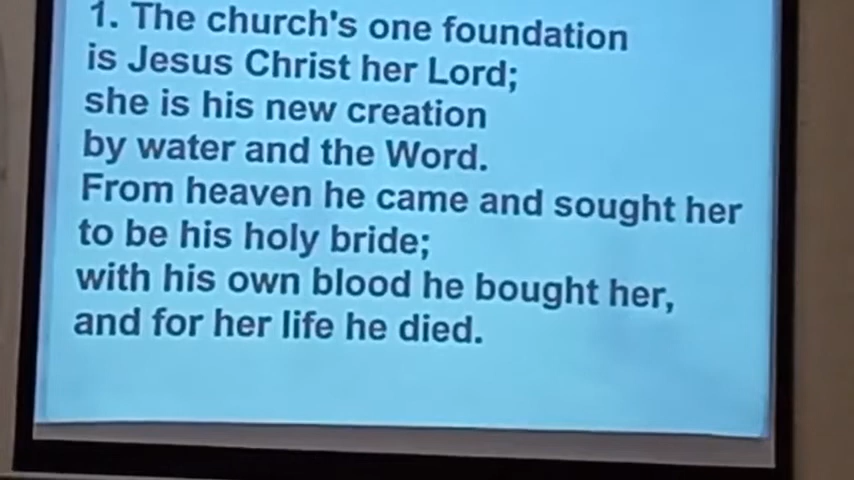 1. The church's one foundation
is Jesus Christ her Lord;
she is his new creation
by water and the Word.
From heaven he came and sought her
to be his holy bride;
with his own blood he bought her,
and for her life he died.